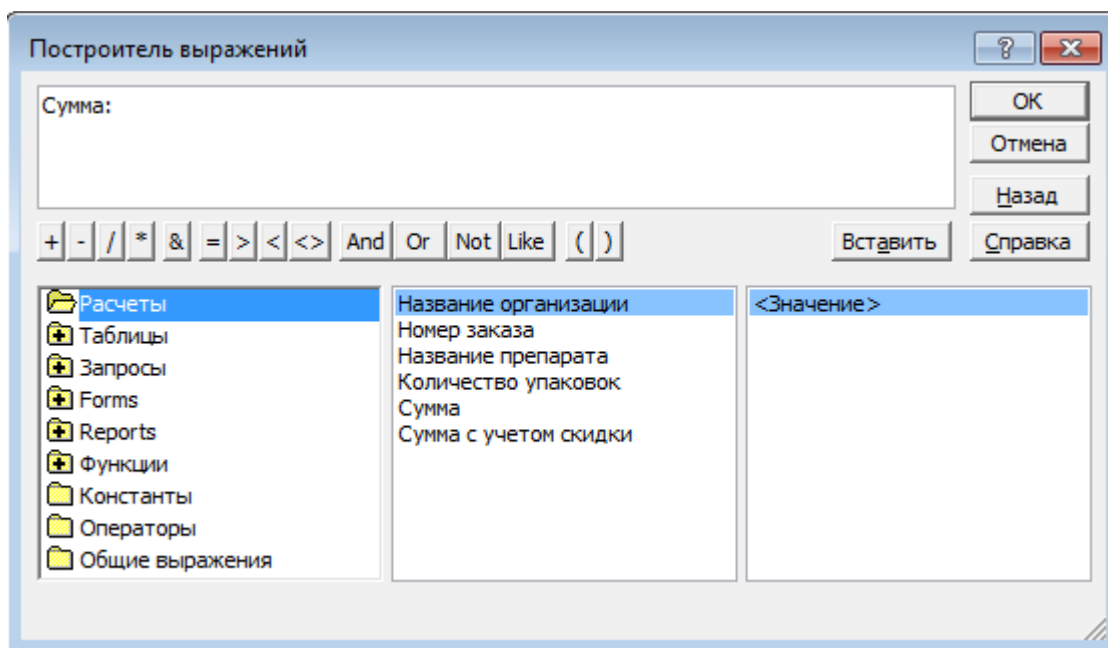 Построитель выражений
Сумма:
OK
Отмена
Назад
+ - / * & = > < <> And Or Not Like ( ) Вставить Справка
Расчеты
Таблицы
Запросы
Forms
Reports
Функции
Константы
Операторы
Общие выражения
Название организации
Номер заказа
Название препарата
Количество упаковок
Сумма
Сумма с учетом скидки
<Значение>